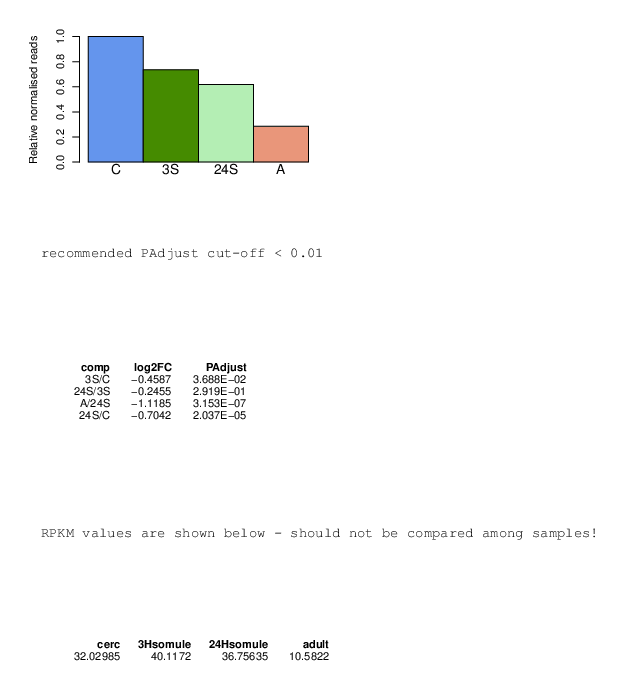 Relative normalised reads
1.0
0.8
0.6
0.4
0.2
0.0
C 3S 24S A
recommended PAdjust cut-off < 0.01
comp log2FC PAdjust
3S/C −0.4587 3.688E−02
24S/3S −0.2455 2.919E−01
A/24S −1.1185 3.153E−07
24S/C −0.7042 2.037E−05
RPKM values are shown below - should not be compared among samples!
cerc 3Hsomule 24Hsomule adult
32.02985 40.1172 36.75635 10.5822